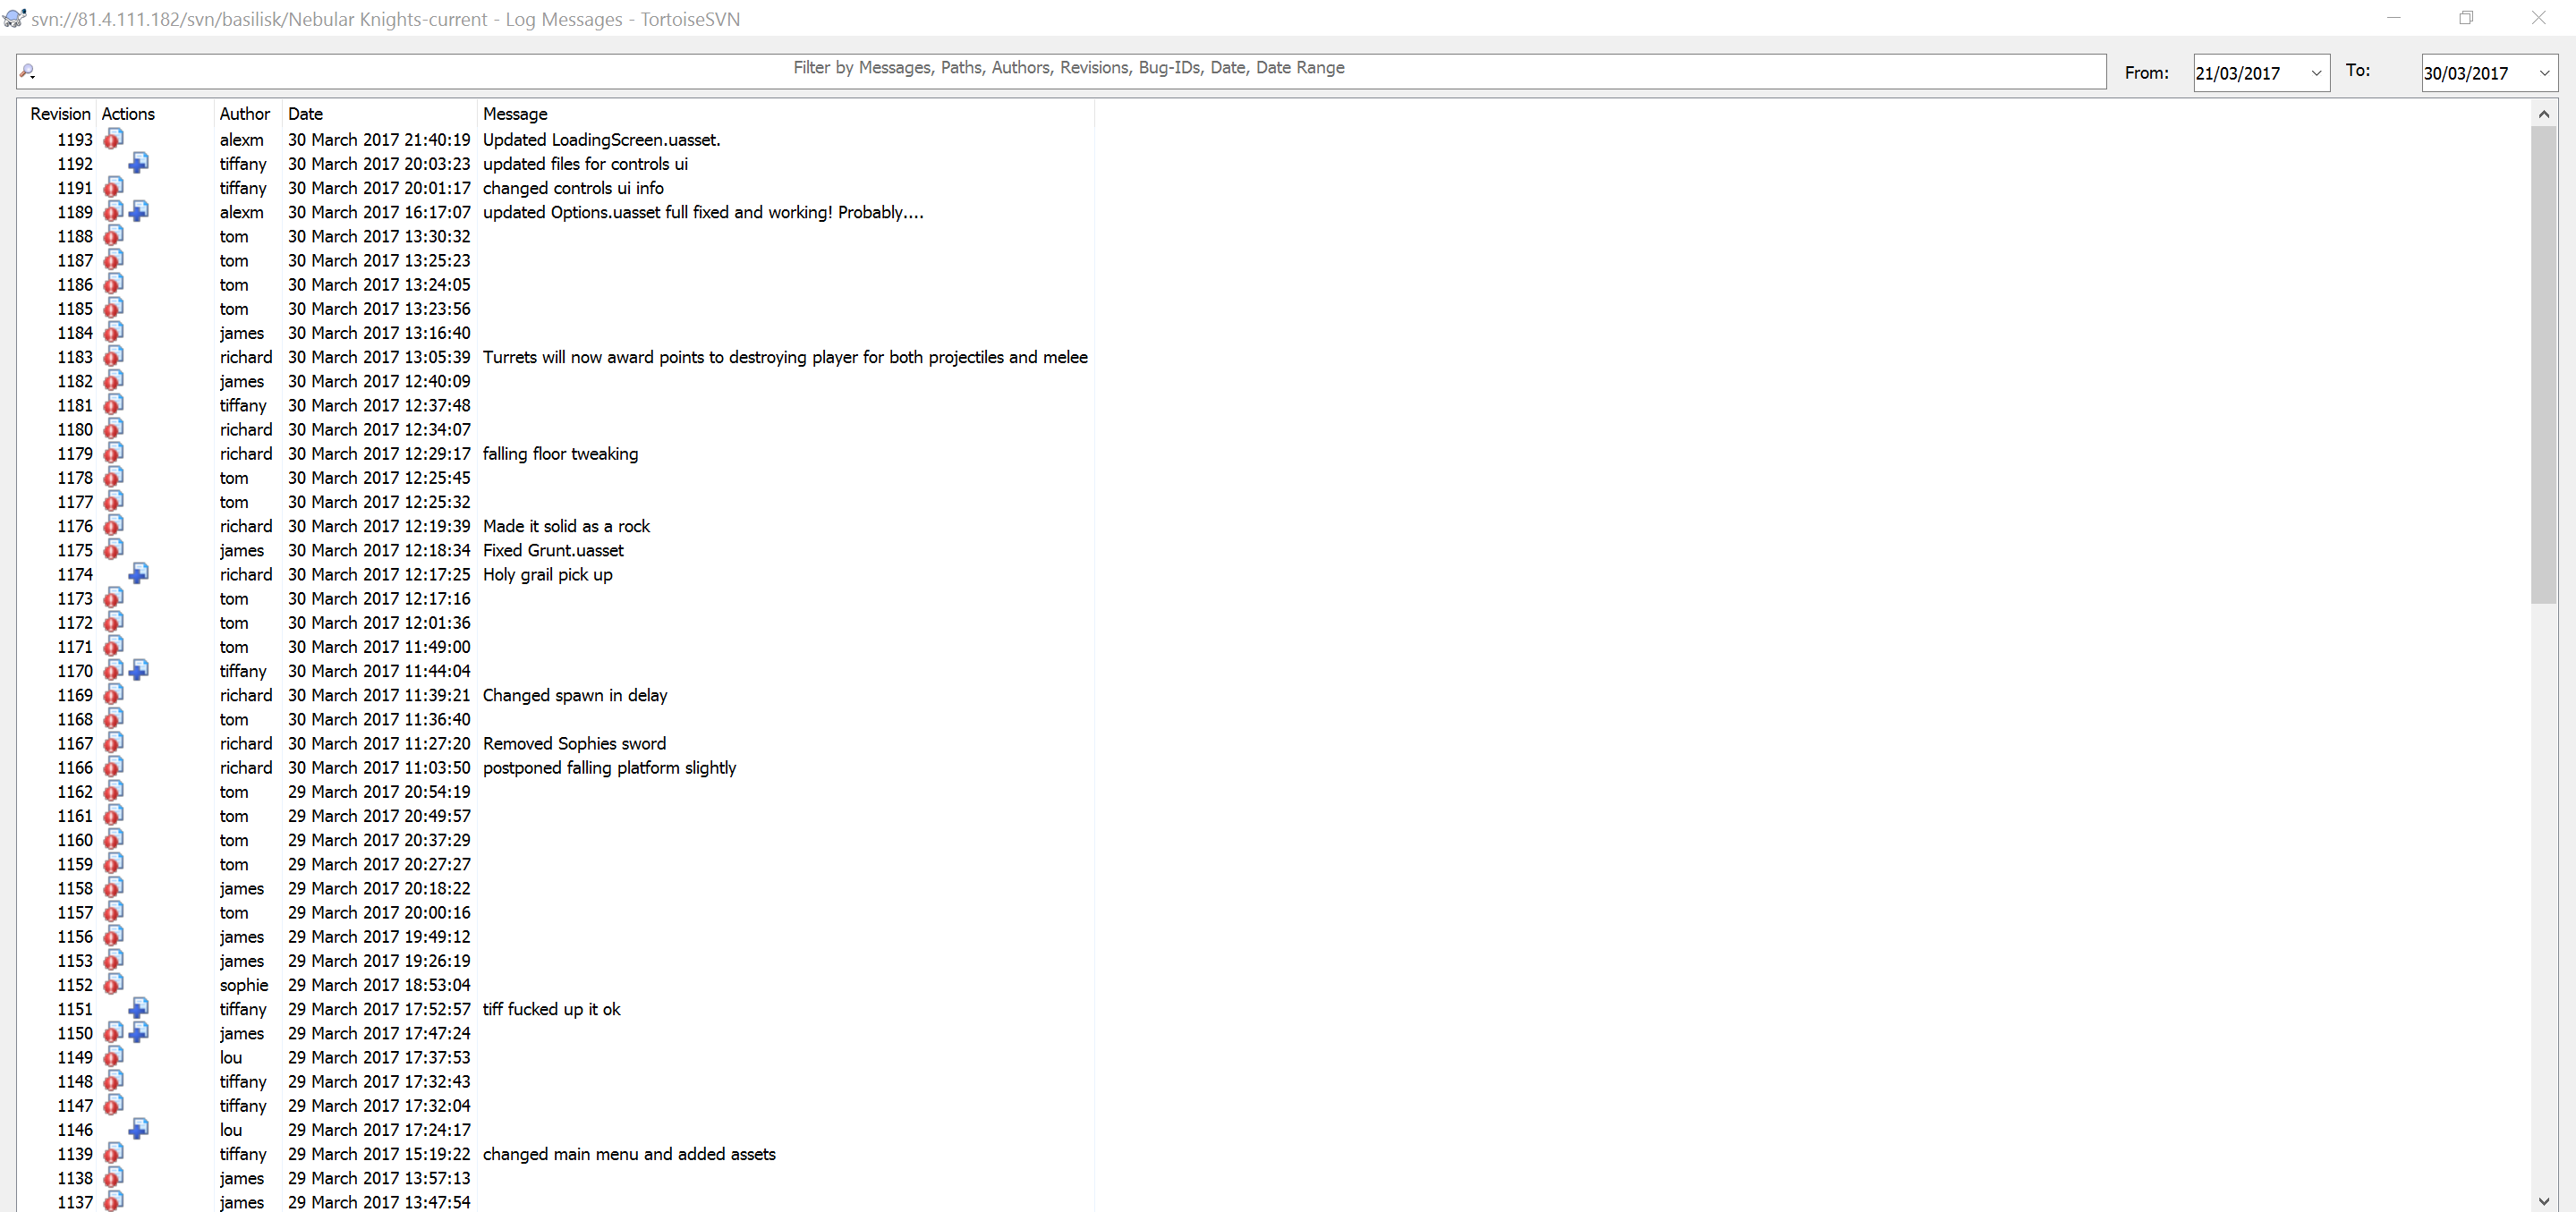 svn://81.4.111.182/svn/basilisk/Nebular Knights-current - Log Messages - TortoiseSVN
Filter by Messages, Paths, Authors, Revisions, Bug-IDs, Date, Date Range From: 21/03/2017 To: 30/03/2017
Revision Actions Author Date Message
1193 alexm 30 March 2017 21:40:19 Updated LoadingScreen.uasset.
1192 tiffany 30 March 2017 20:03:23 updated files for controls ui
1191 tiffany 30 March 2017 20:01:17 changed controls ui info
1189 alexm 30 March 2017 16:17:07 updated Options.uasset full fixed and working! Probably....
1188 tom 30 March 2017 13:30:32
1187 tom 30 March 2017 13:25:23
1186 tom 30 March 2017 13:24:05
1185 tom 30 March 2017 13:23:56
1184 james 30 March 2017 13:16:40
1183 richard 30 March 2017 13:05:39 Turrets will now award points to destroying player for both projectiles and melee
1182 james 30 March 2017 12:40:09
1181 tiffany 30 March 2017 12:37:48
1180 richard 30 March 2017 12:34:07
1179 richard 30 March 2017 12:29:17 falling floor tweaking
1178 tom 30 March 2017 12:25:45
1177 tom 30 March 2017 12:25:32
1176 richard 30 March 2017 12:19:39 Made it solid as a rock
1175 james 30 March 2017 12:18:34 Fixed Grunt.uasset
1174 richard 30 March 2017 12:17:25 Holy grail pick up
1173 tom 30 March 2017 12:17:16
1172 tom 30 March 2017 12:01:36
1171 tom 30 March 2017 11:49:00
1170 tiffany 30 March 2017 11:44:04
1169 richard 30 March 2017 11:39:21 Changed spawn in delay
1168 tom 30 March 2017 11:36:40
1167 richard 30 March 2017 11:27:20 Removed Sophies sword
1166 richard 30 March 2017 11:03:50 postponed falling platform slightly
1162 tom 29 March 2017 20:54:19
1161 tom 29 March 2017 20:49:57
1160 tom 29 March 2017 20:37:29
1159 tom 29 March 2017 20:27:27
1158 james 29 March 2017 20:18:22
1157 tom 29 March 2017 20:00:16
1156 james 29 March 2017 19:49:12
1153 james 29 March 2017 19:26:19
1152 sophie 29 March 2017 18:53:04
1151 tiffany 29 March 2017 17:52:57 tiff fucked up it ok
1150 james 29 March 2017 17:47:24
1149 lou 29 March 2017 17:37:53
1148 tiffany 29 March 2017 17:32:43
1147 tiffany 29 March 2017 17:32:04
1146 lou 29 March 2017 17:24:17
1139 tiffany 29 March 2017 15:19:22 changed main menu and added assets
1138 james 29 March 2017 13:57:13
1137 james 29 March 2017 13:47:54